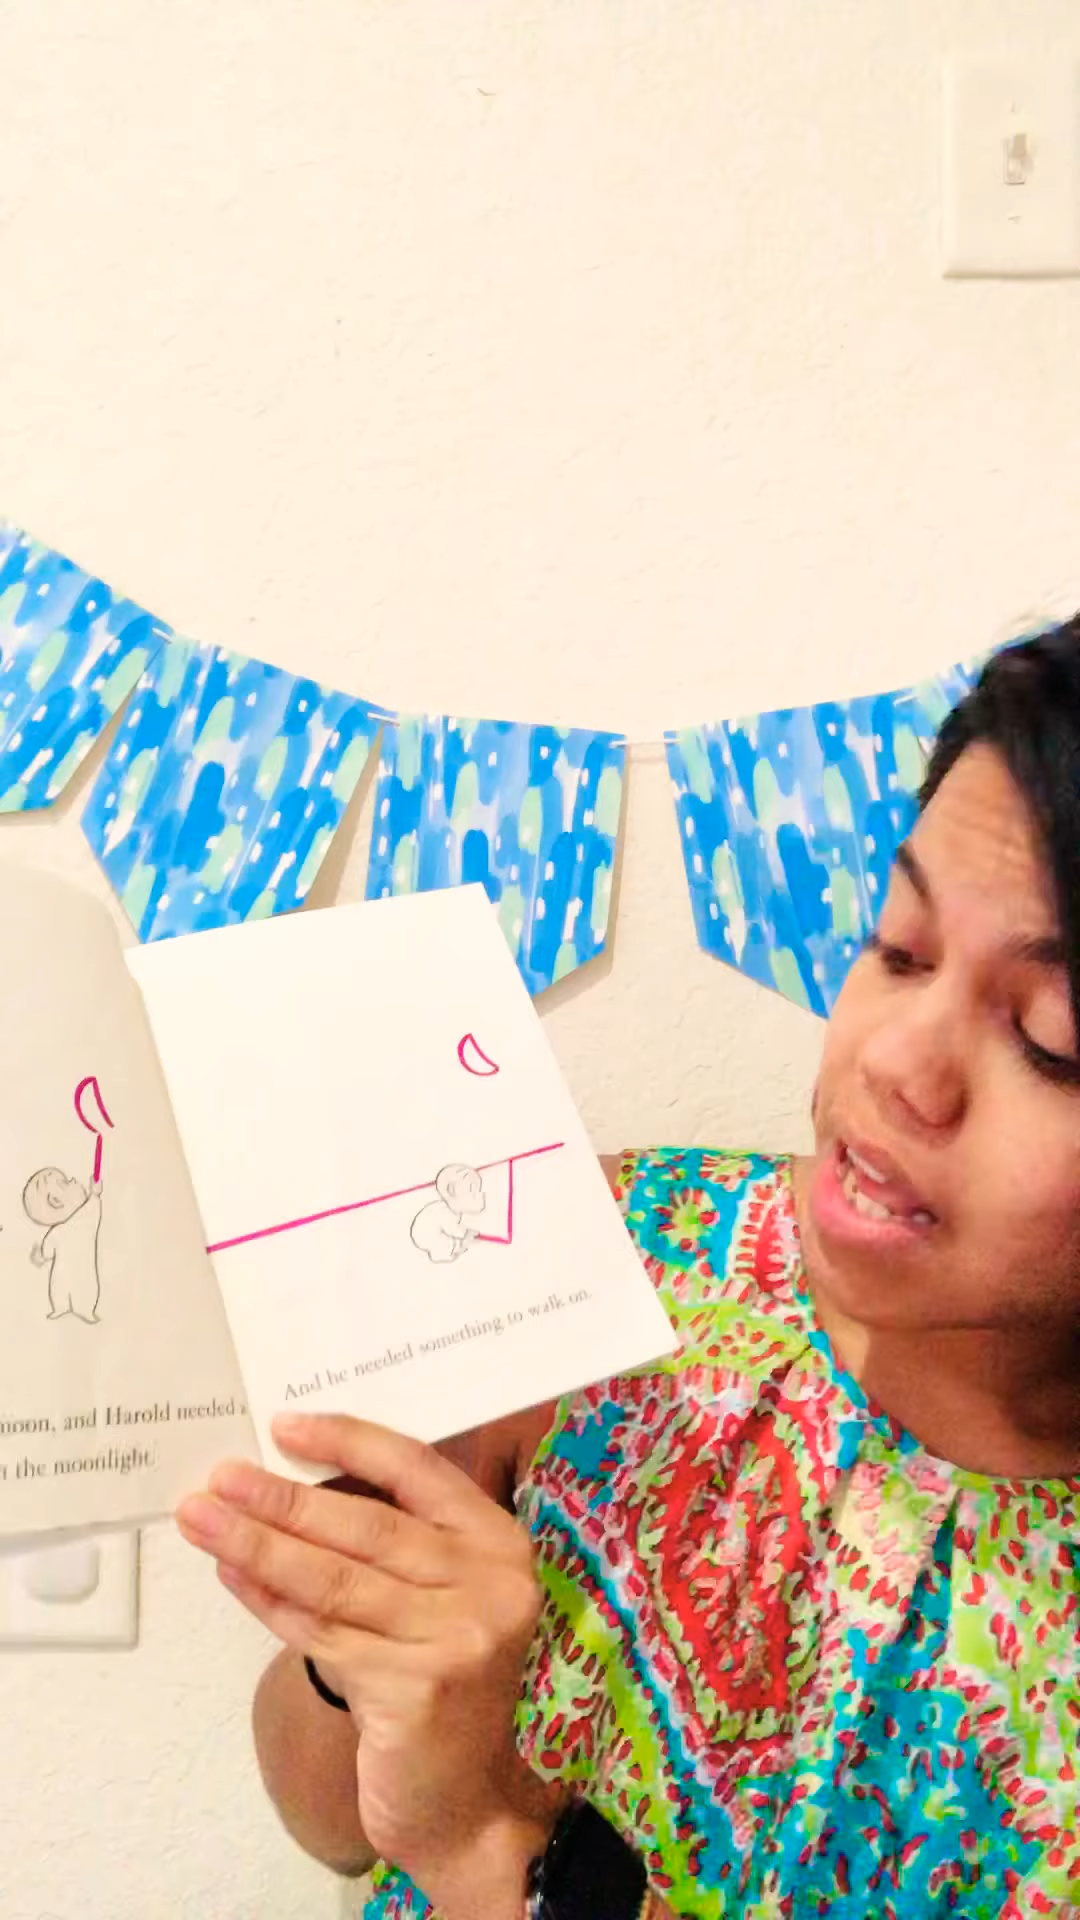 moon, and Harold needed
the moonlight.
And he needed something to walk on.